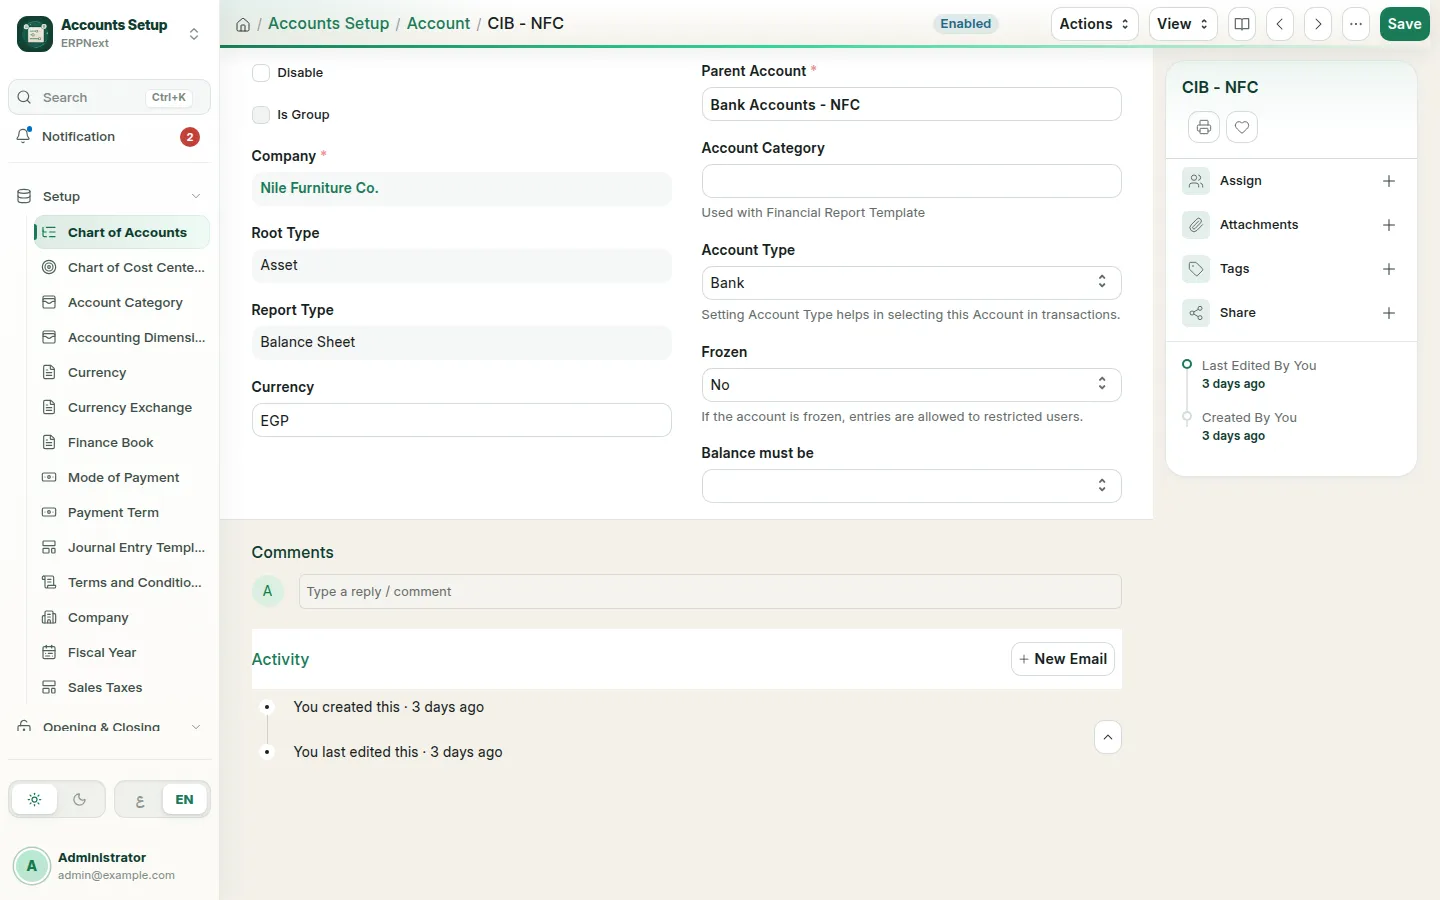 Accounts Setup
ERPNext
Search Ctrl+K
Notification 2
Setup
Chart of Accounts
Chart of Cost Cente...
Account Category
Accounting Dimensi...
Currency
Currency Exchange
Finance Book
Mode of Payment
Payment Term
Journal Entry Templ...
Terms and Conditio...
Company
Fiscal Year
Sales Taxes
Opening & Closing
ع EN
A
Administrator
admin@example.com
/ Accounts Setup / Account / CIB - NFC
Enabled
Actions
View
Save
Disable
Is Group
Company *
Nile Furniture Co.
Root Type
Asset
Report Type
Balance Sheet
Currency
EGP
Parent Account *
Bank Accounts - NFC
Account Category
Used with Financial Report Template
Account Type
Bank
Setting Account Type helps in selecting this Account in transactions.
Frozen
No
If the account is frozen, entries are allowed to restricted users.
Balance must be
Comments
A
Type a reply / comment
Activity
+ New Email
You created this · 3 days ago
You last edited this · 3 days ago
CIB - NFC
Assign
Attachments
Tags
Share
Last Edited By You
3 days ago
Created By You
3 days ago